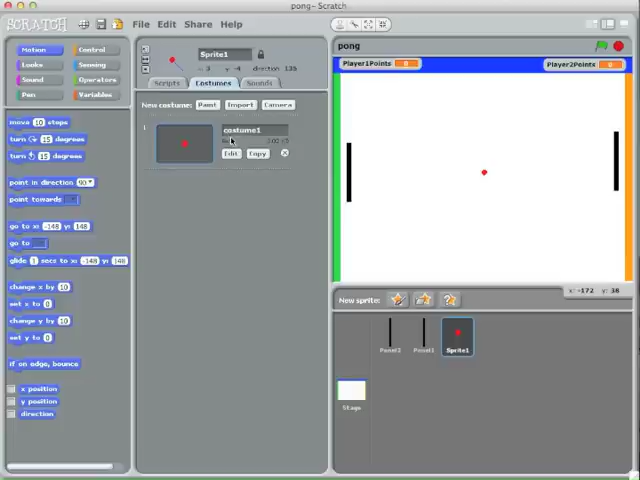 pong- Scratch
SCRATCH File Edit Share Help
Motion Control
Looks Sensing
Sound Operators
Pen Variables
Sprite1
direction 135
Scripts Costumes Sounds
New costume: Paint Import Camera
1
costume1
Edit Copy
move 10 steps
turn 15 degrees
turn 15 degrees
point in direction 90
point towards
go to x: -148 y: 148
go to
glide 1 secs to x: -148 y: 148
change x by 10
set x to 0
change y by 10
set y to 0
if on edge, bounce
x position
y position
direction
pong
Player1Points 0
Player2Points 0
x: -172 y: 38
New sprite:
Panel2 Panel1 Sprite1
Stage